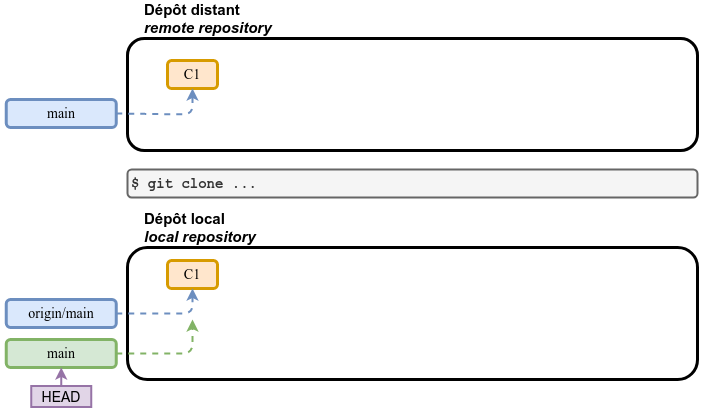 Dépôt distant
remote repository
C1
main
$ git clone ...
Dépôt local
local repository
C1
origin/main
main
HEAD